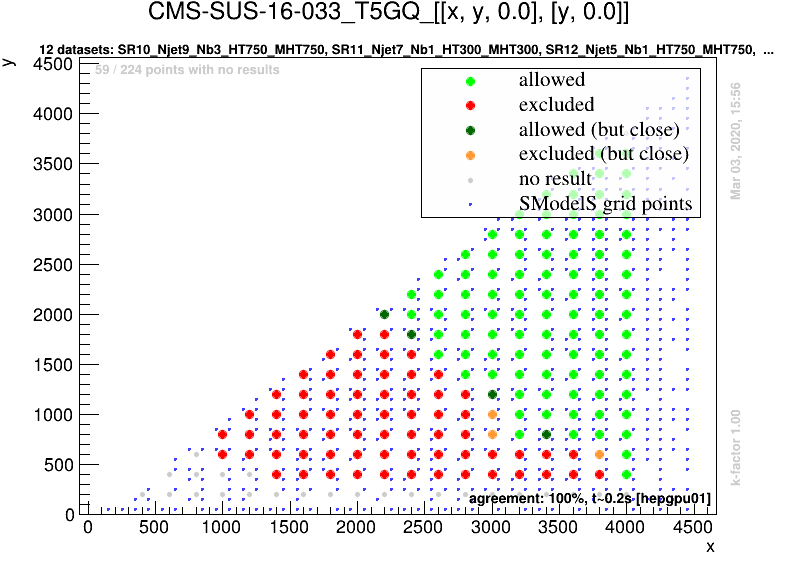 CMS-SUS-16-033_T5GQ_[[x, y, 0.0], [y, 0.0]]
12 datasets: SR10_Njet9_Nb3_HT750_MHT750, SR11_Njet7_Nb1_HT300_MHT300, SR12_Njet5_Nb1_HT750_MHT750, ...
y
59 / 224 points with no results
allowed
excluded
allowed (but close)
excluded (but close)
no result
SModelS grid points
4500
4000
3500
3000
2500
2000
1500
1000
500
0
Mar 03, 2020, 15:56
k-factor 1.00
agreement: 100%, t~0.2s [hepgpu01]
0 500 1000 1500 2000 2500 3000 3500 4000 4500
x